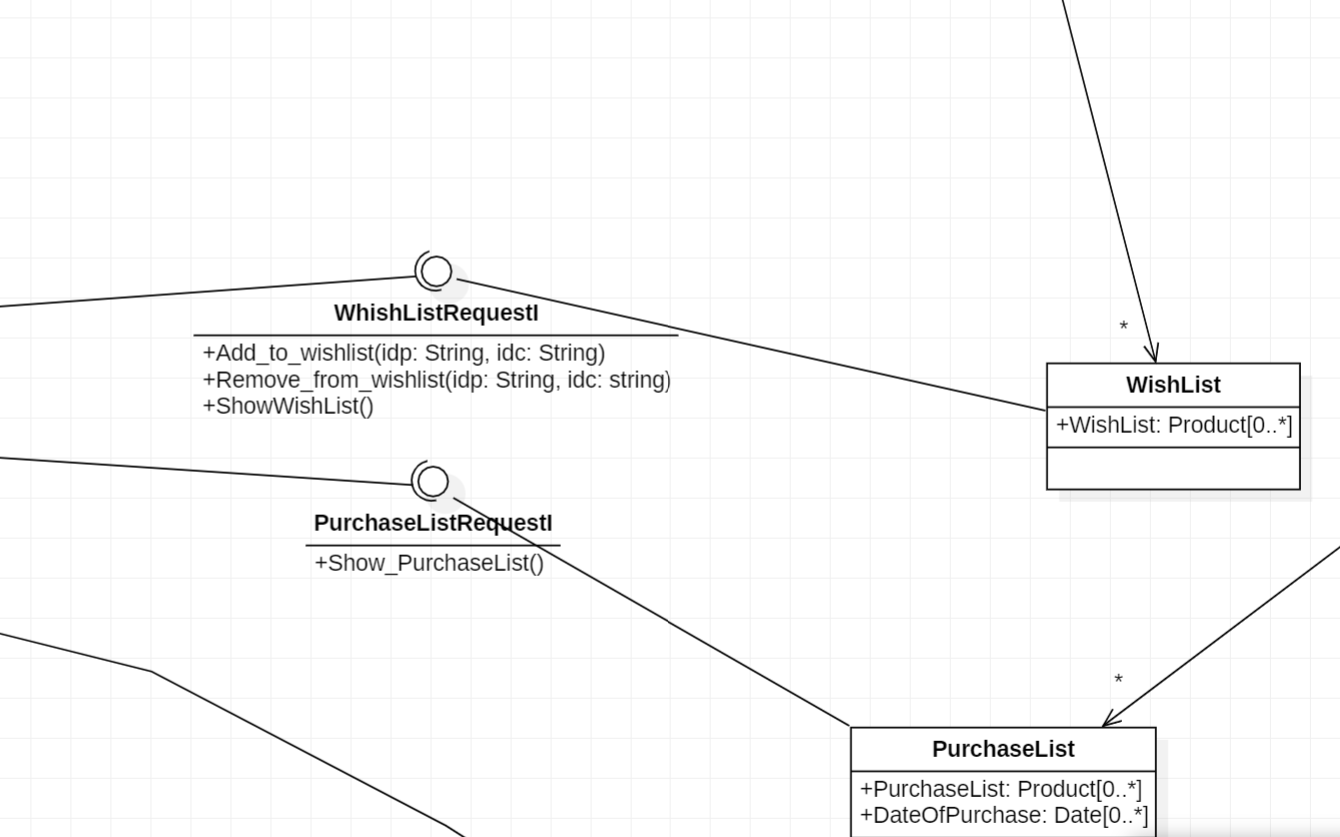 WhishListRequestI
+Add_to_wishlist(idp: String, idc: String)
+Remove_from_wishlist(idp: String, idc: string)
+ShowWishList()
*
WishList
+WishList: Product[0..*]
PurchaseListRequestI
+Show_PurchaseList()
*
PurchaseList
+PurchaseList: Product[0..*]
+DateOfPurchase: Date[0..*]